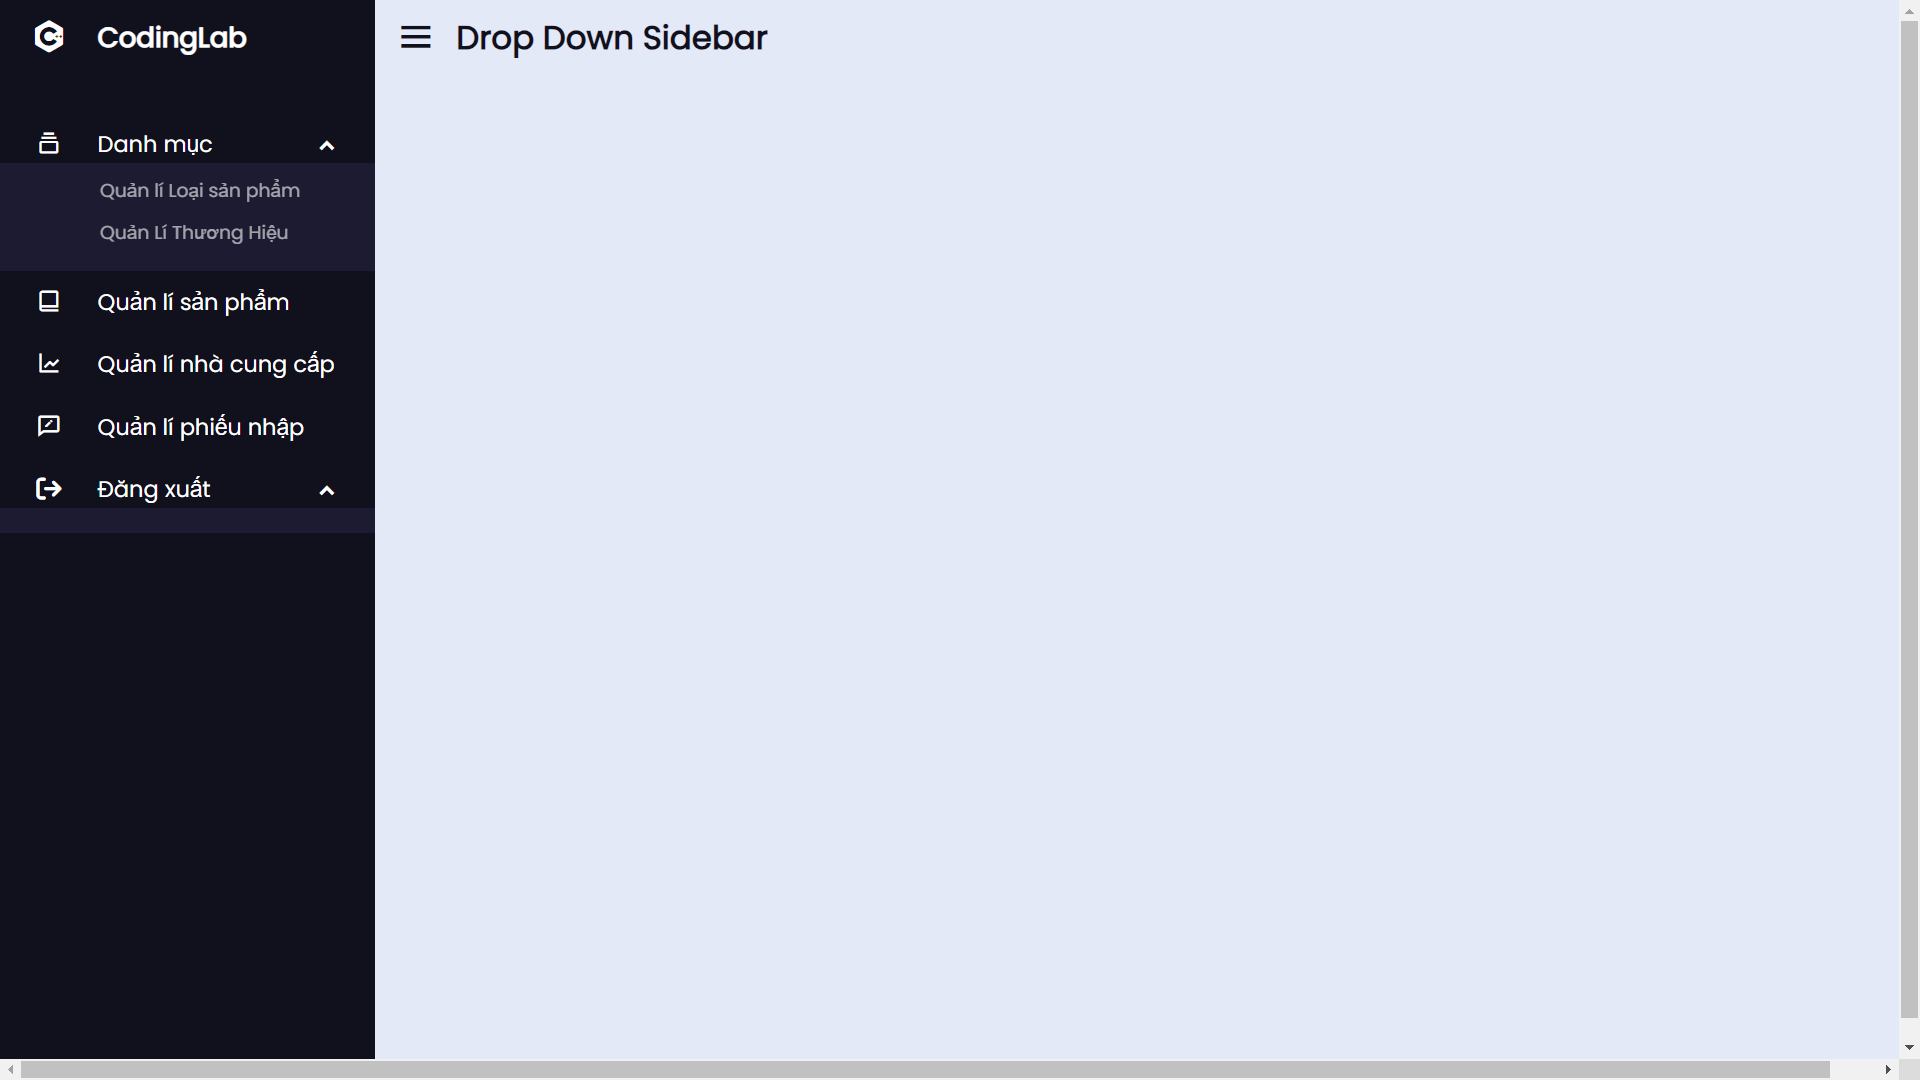 CodingLab
Drop Down Sidebar
Danh mục
Quản lí Loại sản phẩm
Quản Lí Thương Hiệu
Quản lí sản phẩm
Quản lí nhà cung cấp
Quản lí phiếu nhập
Đăng xuất